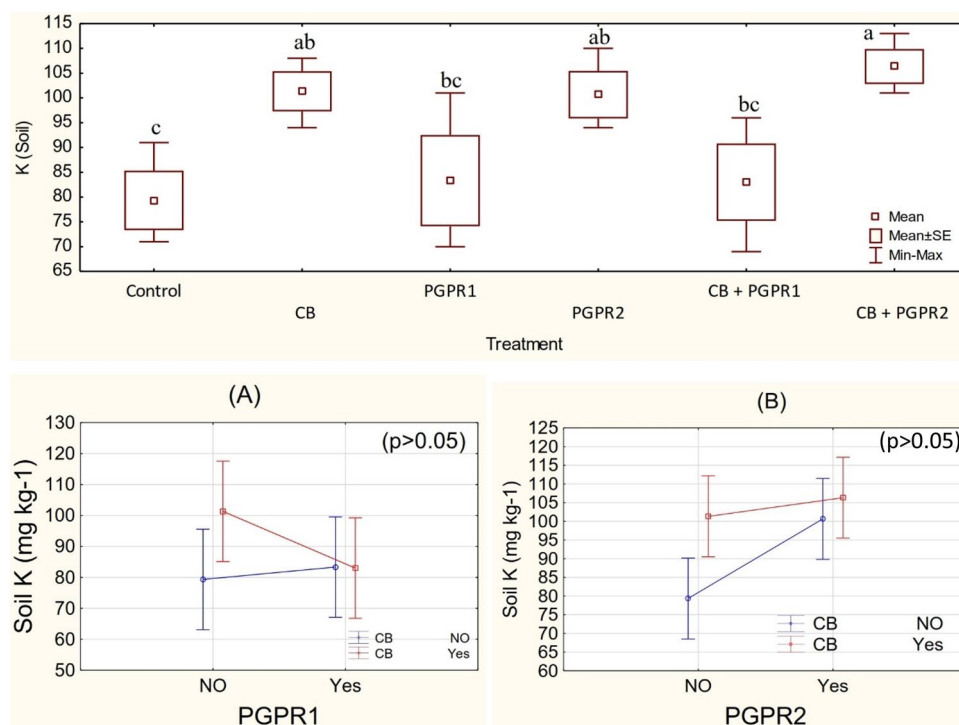 115
110
105
100
95
90
85
80
75
70
65
K (Soil)
c
ab
bc
ab
bc
a
Mean
Mean±SE
Min-Max
Control
CB
PGPR1
PGPR2
CB + PGPR1
CB + PGPR2
Treatment
(A)
(p>0.05)
130
120
110
100
90
80
70
60
50
Soil K (mg kg-1)
CB NO
CB Yes
NO Yes
PGPR1
(B)
(p>0.05)
125
120
115
110
105
100
95
90
85
80
75
70
65
60
Soil K (mg kg-1)
CB NO
CB Yes
NO Yes
PGPR2